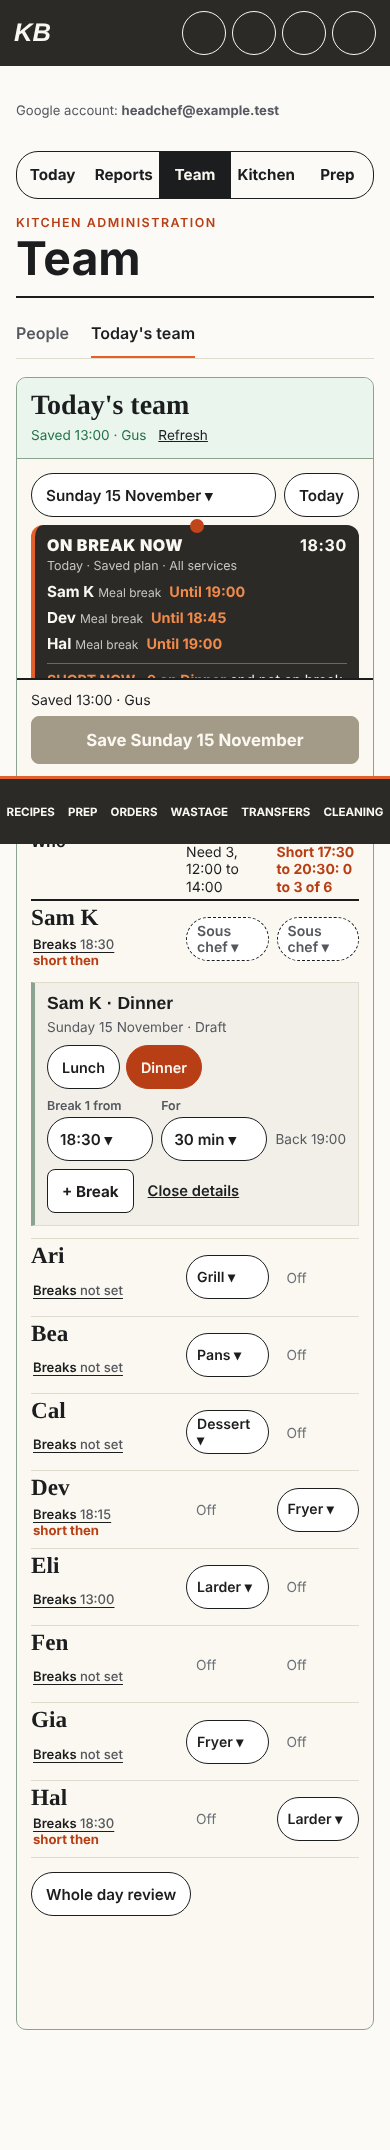 KB
Google account: headchef@example.test
Today Reports Team Kitchen Prep
KITCHEN ADMINISTRATION
Team
People Today's team
Today's team
Saved 13:00 · Gus Refresh
Sunday 15 November ▾ Today
ON BREAK NOW 18:30
Today · Saved plan · All services
Sam K Meal break Until 19:00
Dev Meal break Until 18:45
Hal Meal break Until 19:00
Saved 13:00 · Gus
Save Sunday 15 November
RECIPES PREP ORDERS WASTAGE TRANSFERS CLEANING
Need 3, 12:00 to 14:00
Short 17:30 to 20:30: 0 to 3 of 6
Sam K
Breaks 18:30
short then
Sous chef ▾
Sous chef ▾
Sam K · Dinner
Sunday 15 November · Draft
Lunch Dinner
Break 1 from For
18:30 ▾ 30 min ▾ Back 19:00
+ Break Close details
Ari
Breaks not set
Grill ▾ Off
Bea
Breaks not set
Pans ▾ Off
Cal
Breaks not set
Dessert ▾ Off
Dev
Breaks 18:15
short then
Off Fryer ▾
Eli
Breaks 13:00
Larder ▾ Off
Fen
Breaks not set
Off Off
Gia
Breaks not set
Fryer ▾ Off
Hal
Breaks 18:30
short then
Off Larder ▾
Whole day review